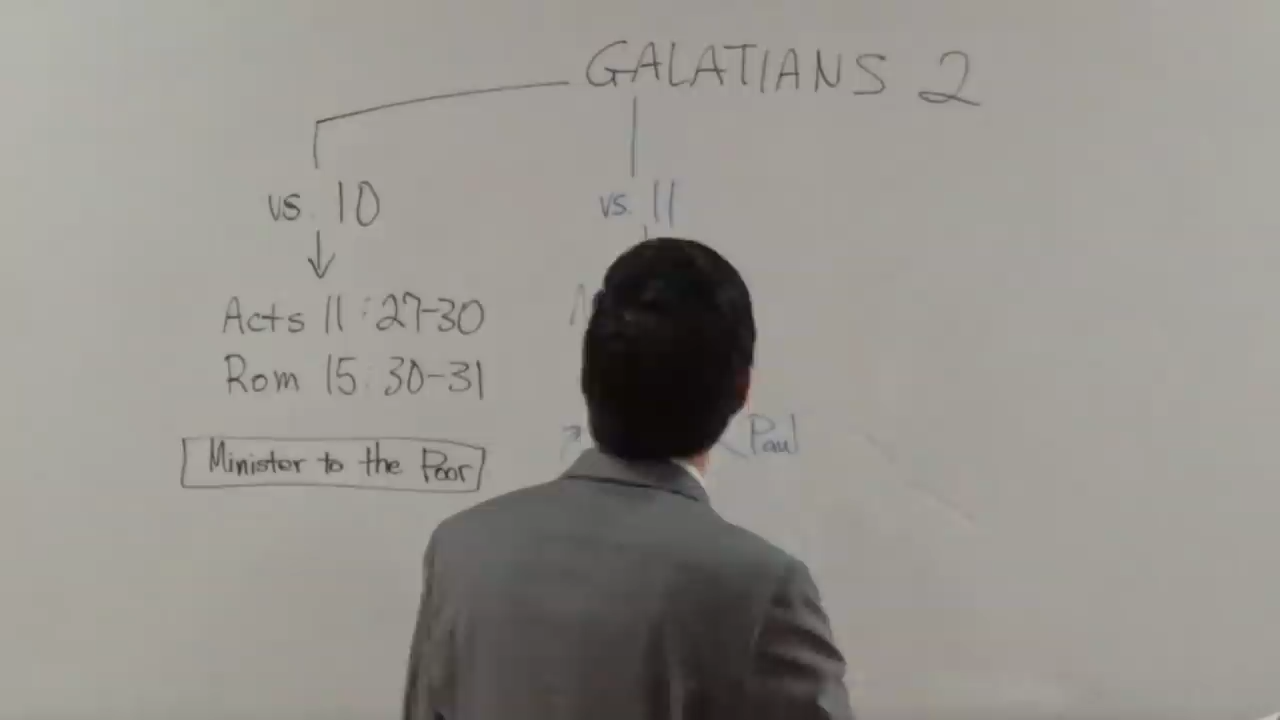 GALATIANS 2
vs. 10
vs. 11
Acts 11:27-30
Rom 15:30-31
Minister to the Poor
Paul